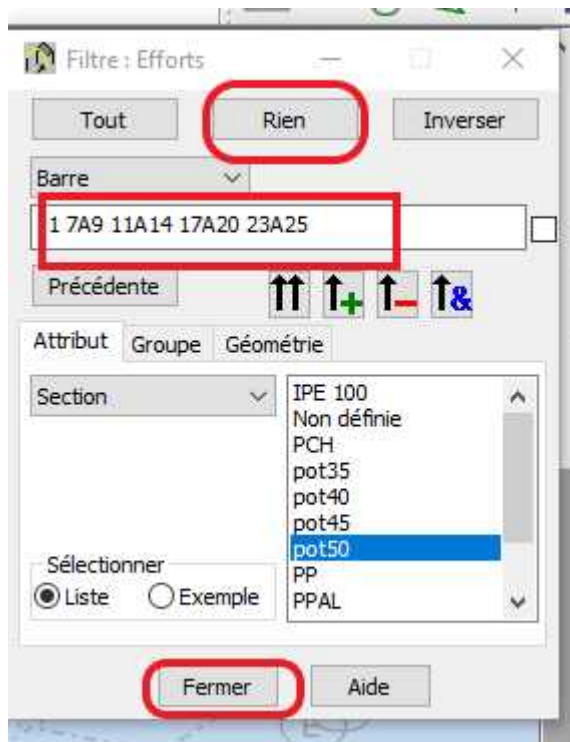 Filtre : Efforts
Tout Rien Inverser
Barre
1 7A9 11A14 17A20 23A25
Précédente
&
Attribut Groupe Géométrie
Section
IPE 100
Non définie
PCH
pot35
pot40
pot45
pot50
PP
PPAL
Sélectionner
Liste Exemple
Fermer Aide